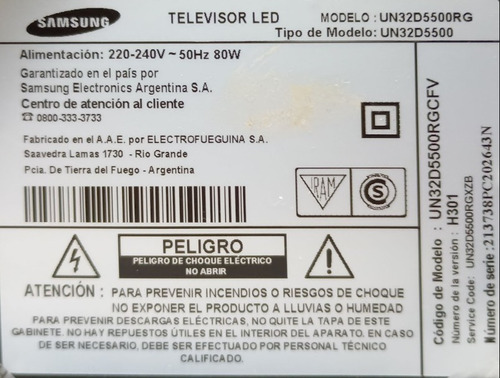 SAMSUNG
TELEVISOR LED
MODELO : UN32D5500RG
Tipo de Modelo: UN32D5500
Alimentación: 220-240V ~ 50Hz 80W
Garantizado en el país por
Samsung Electronics Argentina S.A.
Centro de atención al cliente
☎ 0800-333-3733
Fabricado en el A.A.E. por ELECTROFUEGUINA S.A.
Saavedra Lamas 1730 - Rio Grande
Pcia. De Tierra del Fuego - Argentina
IRAM
S
PELIGRO
PELIGRO DE CHOQUE ELÉCTRICO
NO ABRIR
ATENCIÓN : PARA PREVENIR INCENDIOS O RIESGOS DE CHOQUE
NO EXPONER EL PRODUCTO A LLUVIAS O HUMEDAD
PARA PREVENIR DESCARGAS ELÉCTRICAS, NO QUITE LA TAPA DE ESTE
GABINETE. NO HAY REPUESTOS ÚTILES EN EL INTERIOR DEL APARATO. EN CASO
DE SER NECESARIO, DEBE SER EFECTUADO POR PERSONAL TÉCNICO
CALIFICADO.
Código de Modelo : UN32D5500RGCFV
Número de la versión : H301
Service Code: UN32D5500RGXZB
Número de serie : 213738PC202643N